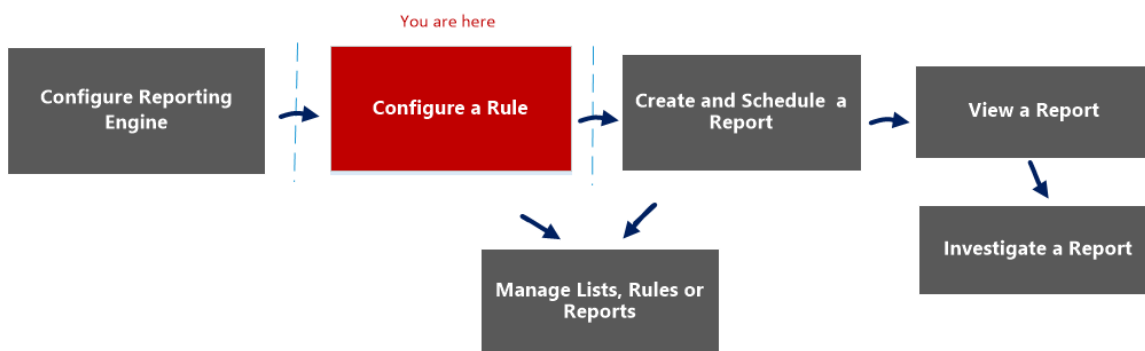 You are here
Configure Reporting
Engine
Configure a Rule
Create and Schedule a
Report
View a Report
Investigate a Report
Manage Lists, Rules or
Reports